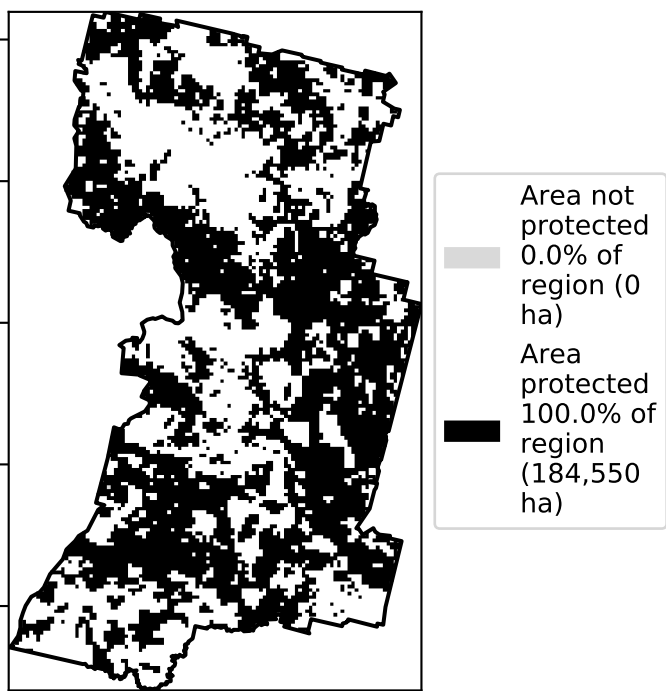 Area not
protected
0.0% of
region (0
ha)
Area
protected
100.0% of
region
(184,550
ha)